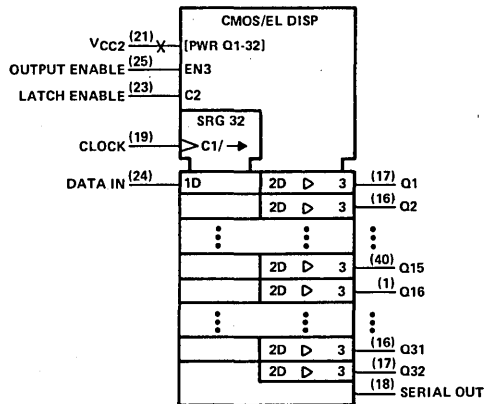 CMOS/EL DISP
VCC2 (21) [PWR Q1-32]
OUTPUT ENABLE (25) EN3
LATCH ENABLE (23) C2
SRG 32
CLOCK (19) C1/
DATA IN (24) 1D 2D 3 (17) Q1
2D 3 (16) Q2
2D 3 (40) Q15
2D 3 (1) Q16
2D 3 (16) Q31
2D 3 (17) Q32
(18) SERIAL OUT